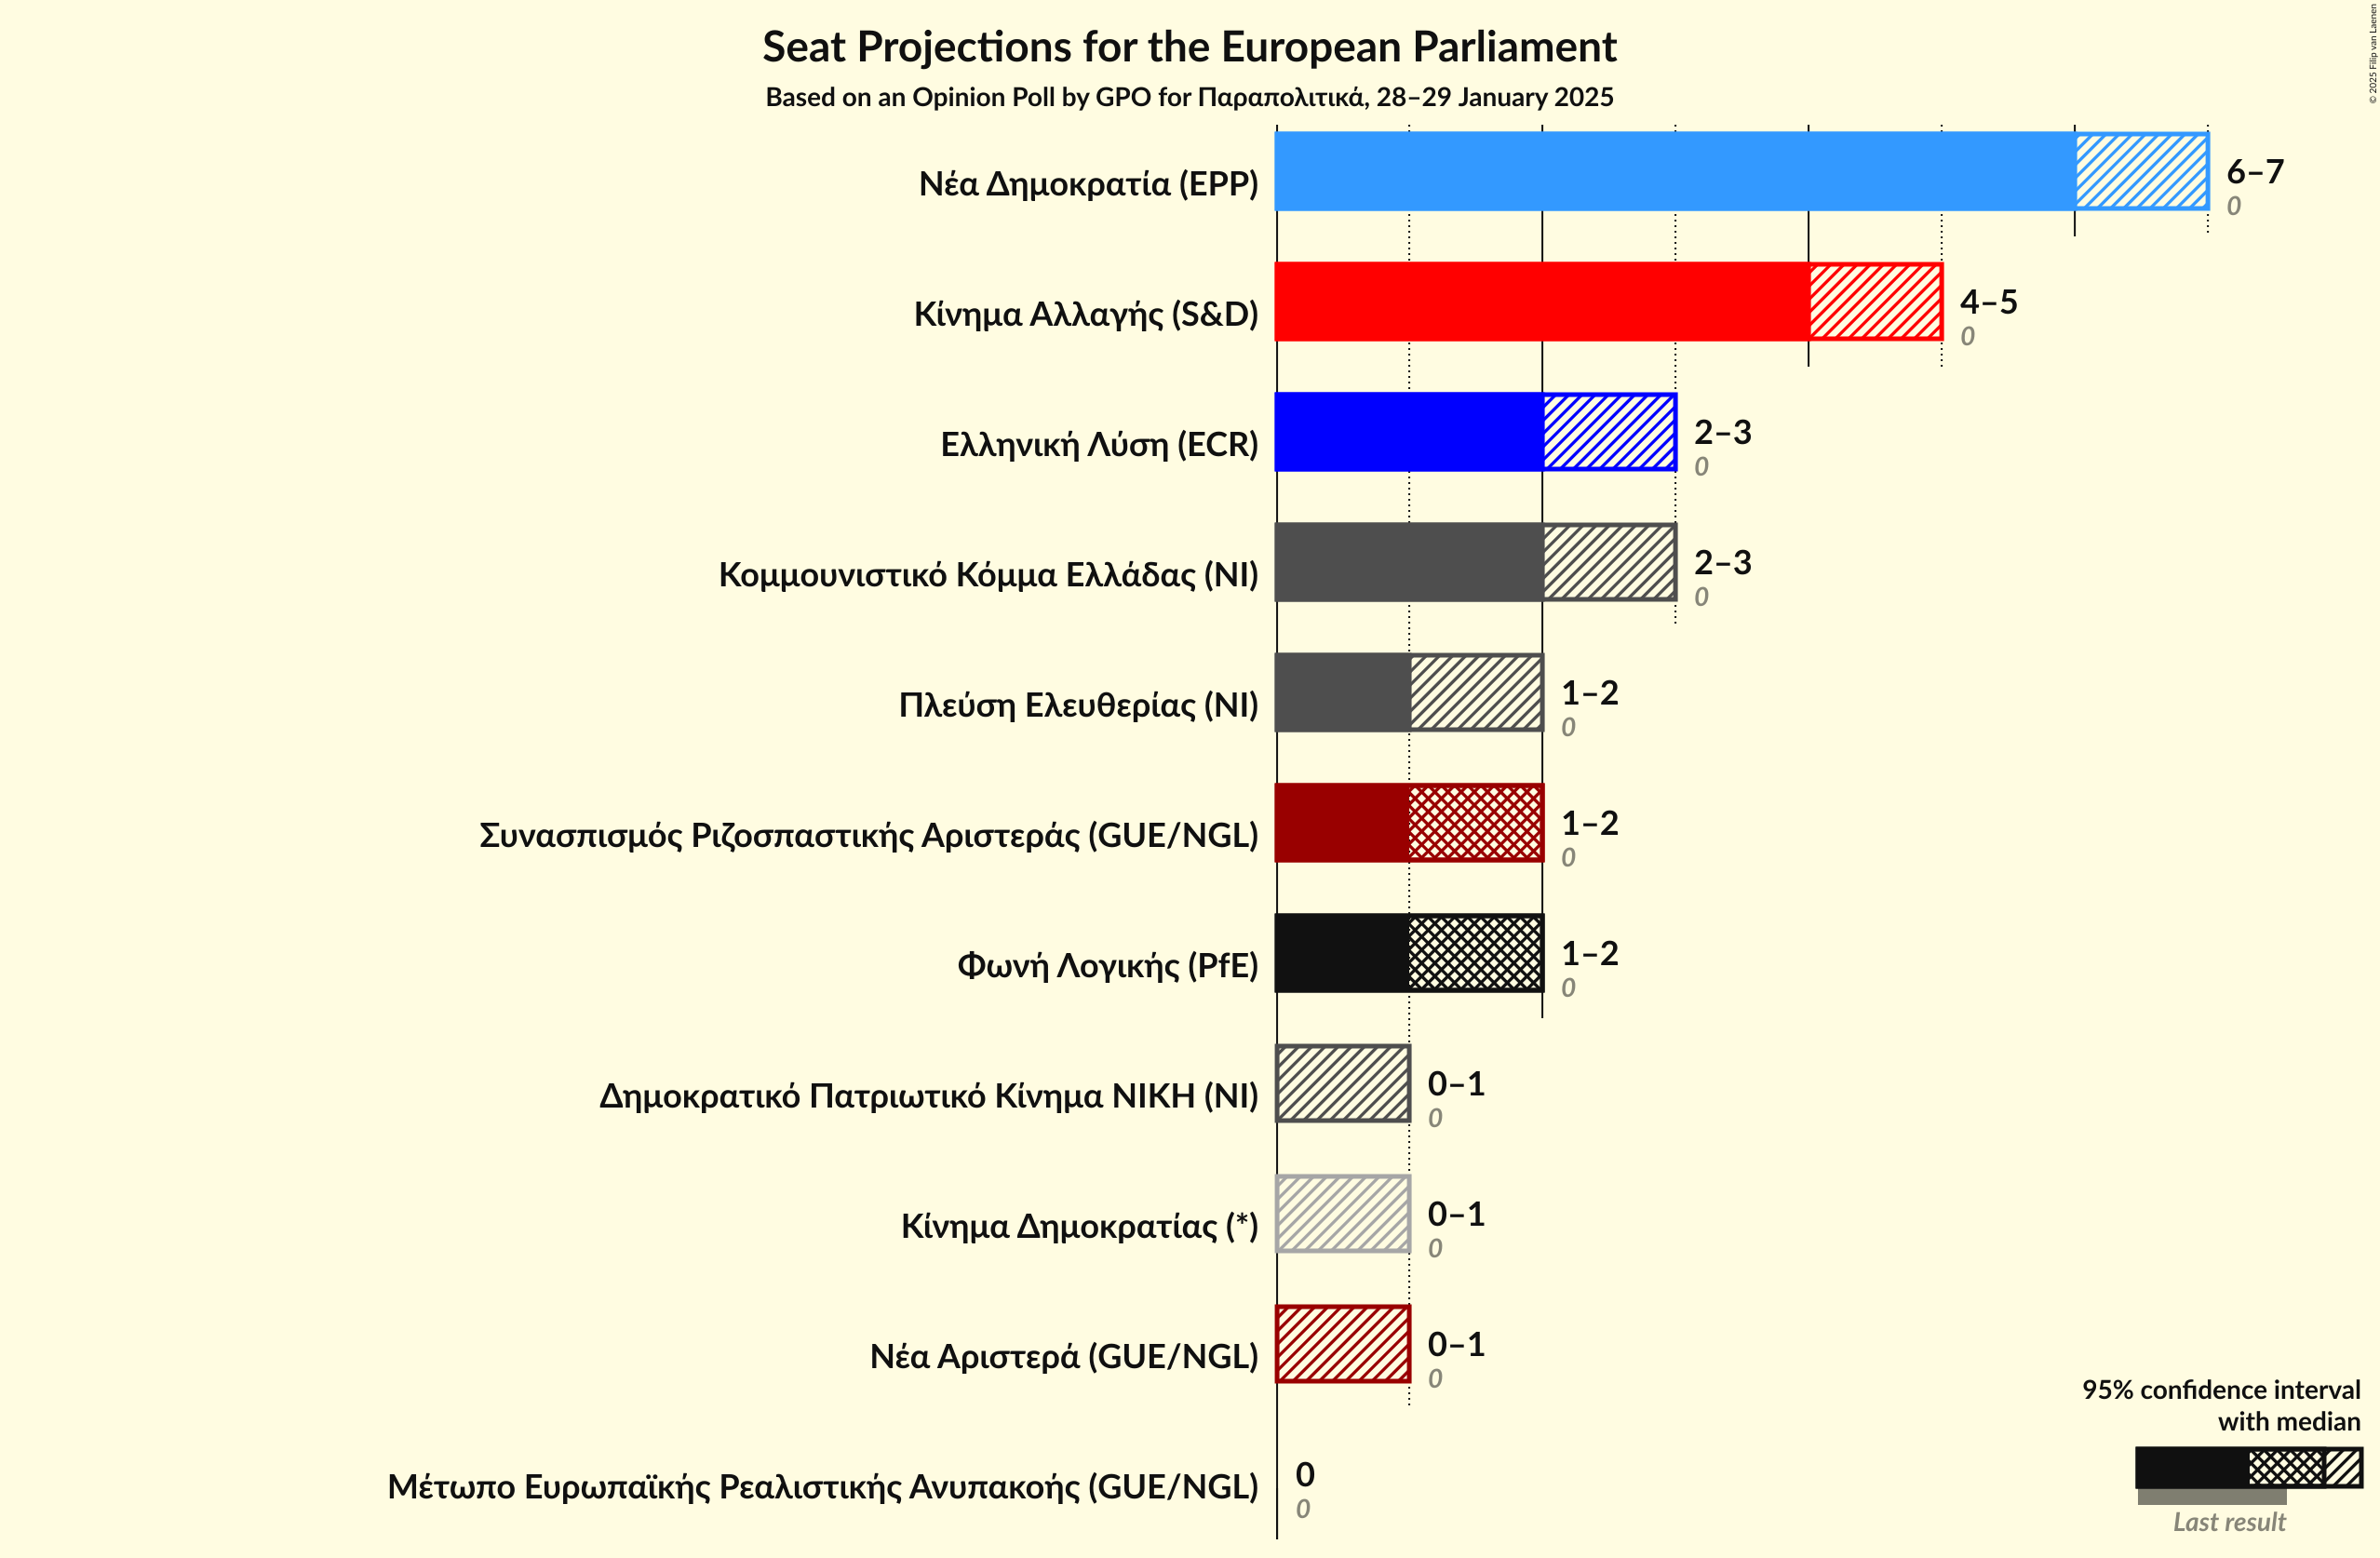 © 2025 Filip van Laenen
Seat Projections for the European Parliament
Based on an Opinion Poll by GPO for Παραπολιτικά, 28–29 January 2025
Νέα Δημοκρατία (EPP)
6–7
0
Κίνημα Αλλαγής (S&D)
4–5
0
Ελληνική Λύση (ECR)
2–3
0
Κομμουνιστικό Κόμμα Ελλάδας (NI)
2–3
0
Πλεύση Ελευθερίας (NI)
1–2
0
Συνασπισμός Ριζοσπαστικής Αριστεράς (GUE/NGL)
1–2
0
Φωνή Λογικής (PfE)
1–2
0
Δημοκρατικό Πατριωτικό Κίνημα ΝΙΚΗ (NI)
0–1
0
Κίνημα Δημοκρατίας (*)
0–1
0
Νέα Αριστερά (GUE/NGL)
0–1
0
Μέτωπο Ευρωπαϊκής Ρεαλιστικής Ανυπακοής (GUE/NGL)
0
0
95% confidence interval
with median
Last result